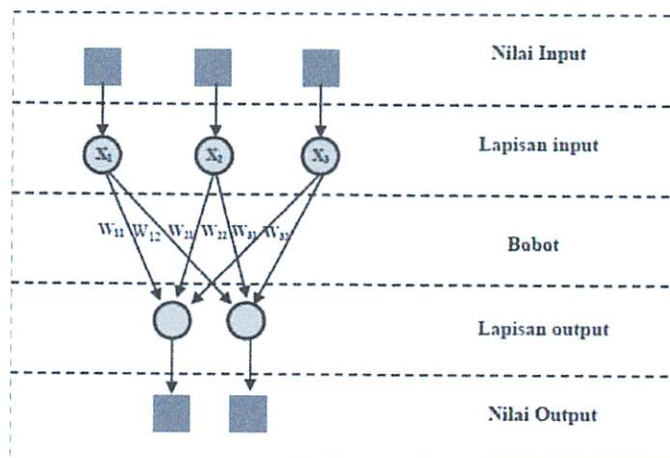 Nilai Input
X₁ X₂ X₃ Lapisan input
W₁₁ W₁₂ W₂₁ W₂₂ W₃₁ W₃₂ Bobot
Lapisan output
Nilai Output